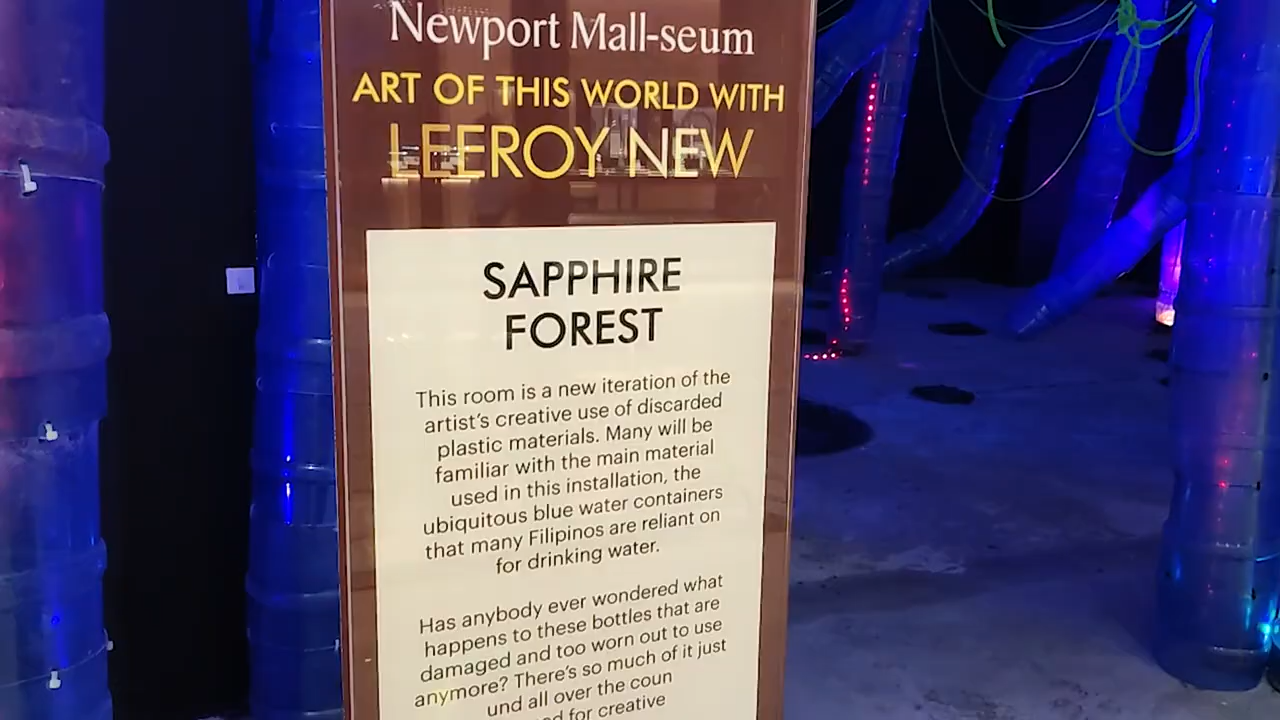 Newport Mall-seum
ART OF THIS WORLD WITH
LEEROY NEW
SAPPHIRE
FOREST
This room is a new iteration of the
artist's creative use of discarded
plastic materials. Many will be
familiar with the main material
used in this installation, the
ubiquitous blue water containers
that many Filipinos are reliant on
for drinking water.
Has anybody ever wondered what
happens to these bottles that are
damaged and too worn out to use
anymore? There's so much of it just
und all over the coun
ed for creative